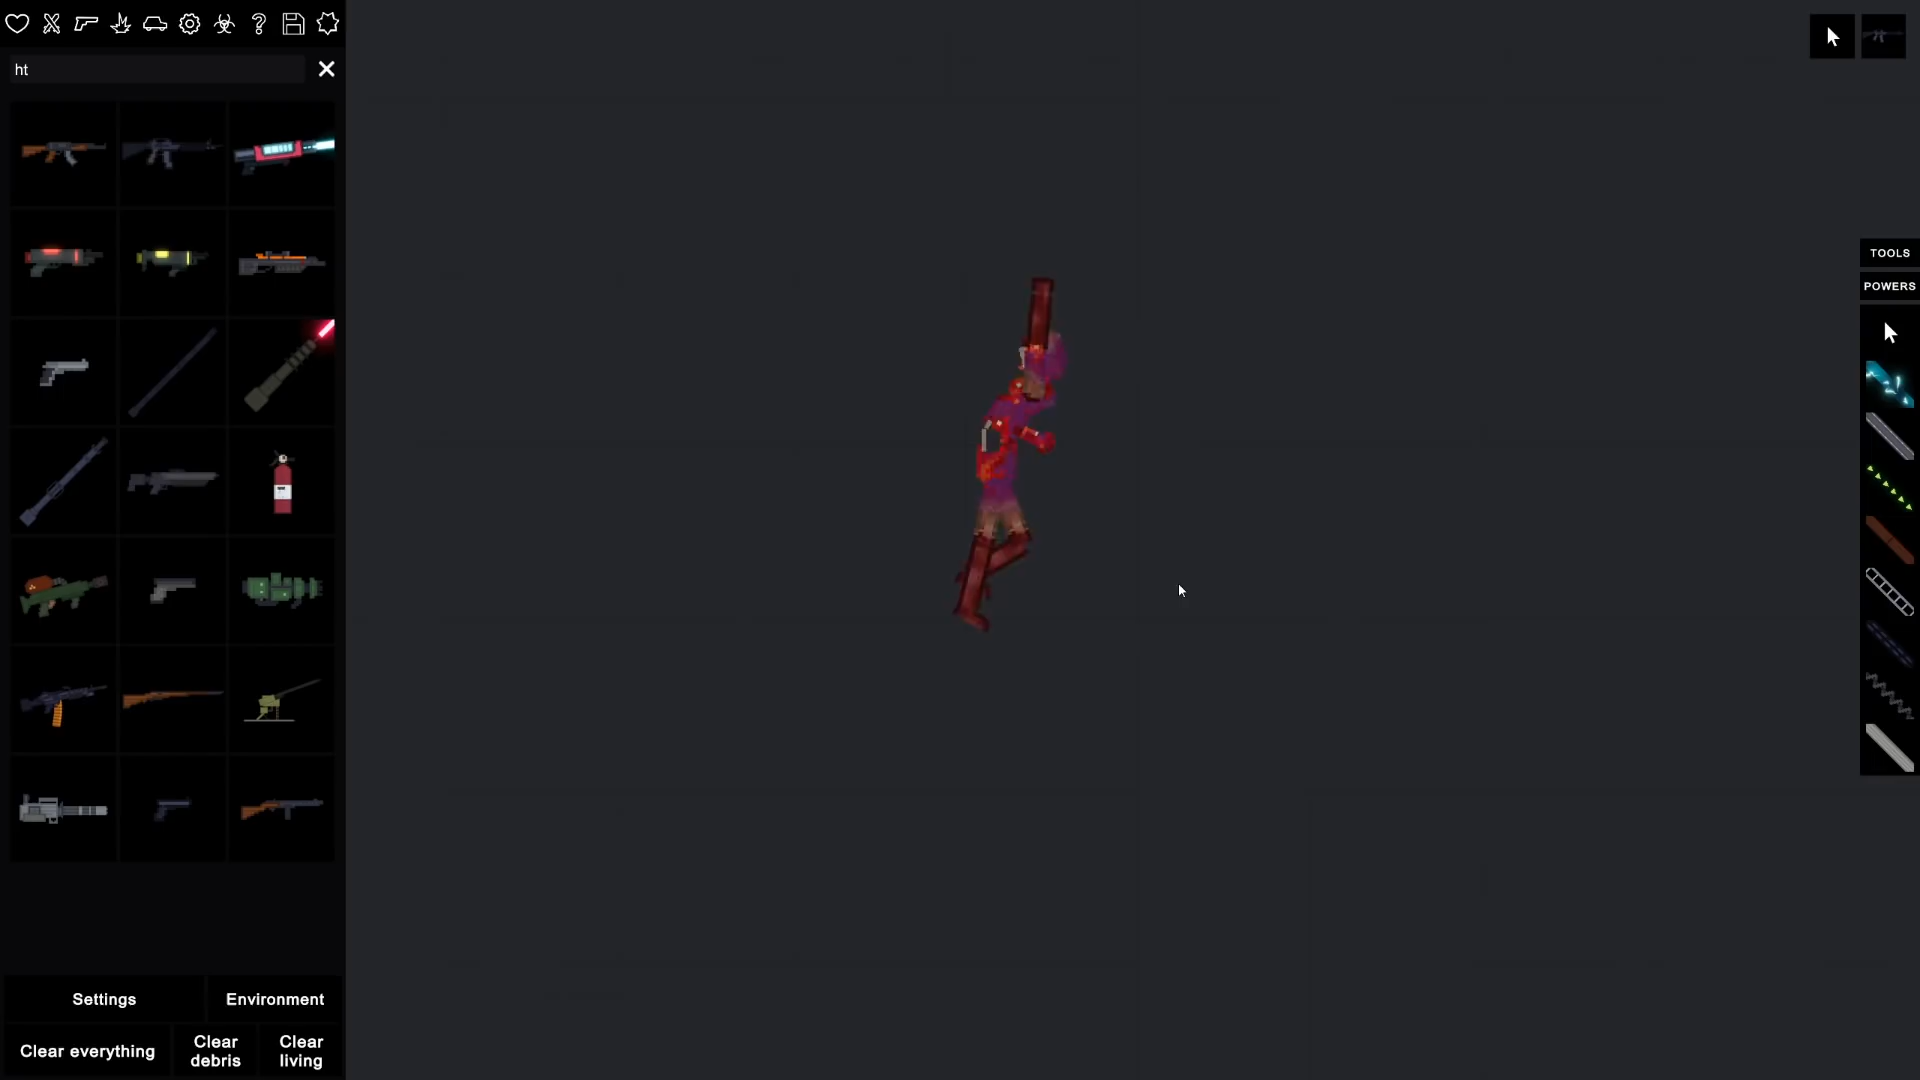 ht
TOOLS
POWERS
Settings
Environment
Clear everything
Clear
debris
Clear
living